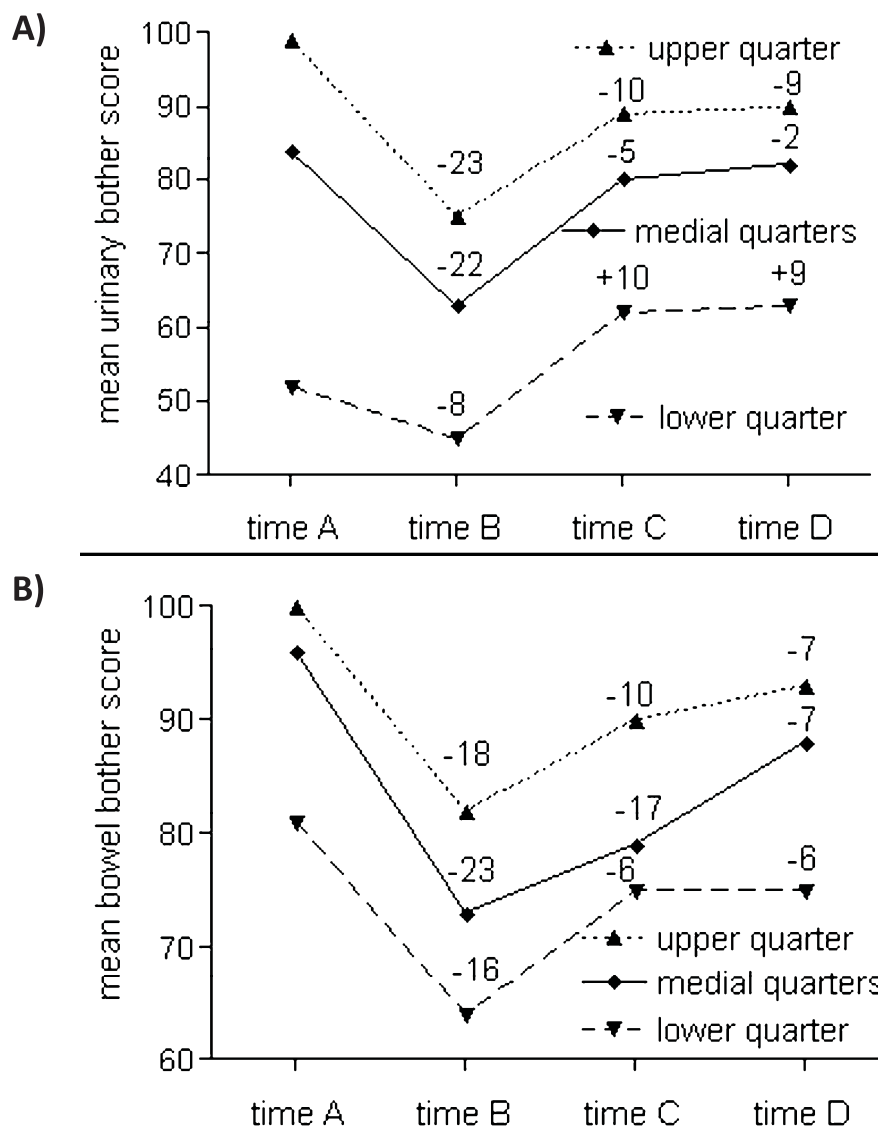 A)
mean urinary bother score
100
90
80
70
60
50
40
upper quarter
-10
-9
-23
-5
-2
medial quarters
-22
+10
+9
-8
lower quarter
time A time B time C time D
B)
mean bowel bother score
100
90
80
70
60
-7
-10
-7
-18
-17
-23
-6
-6
-16
upper quarter
medial quarters
lower quarter
time A time B time C time D